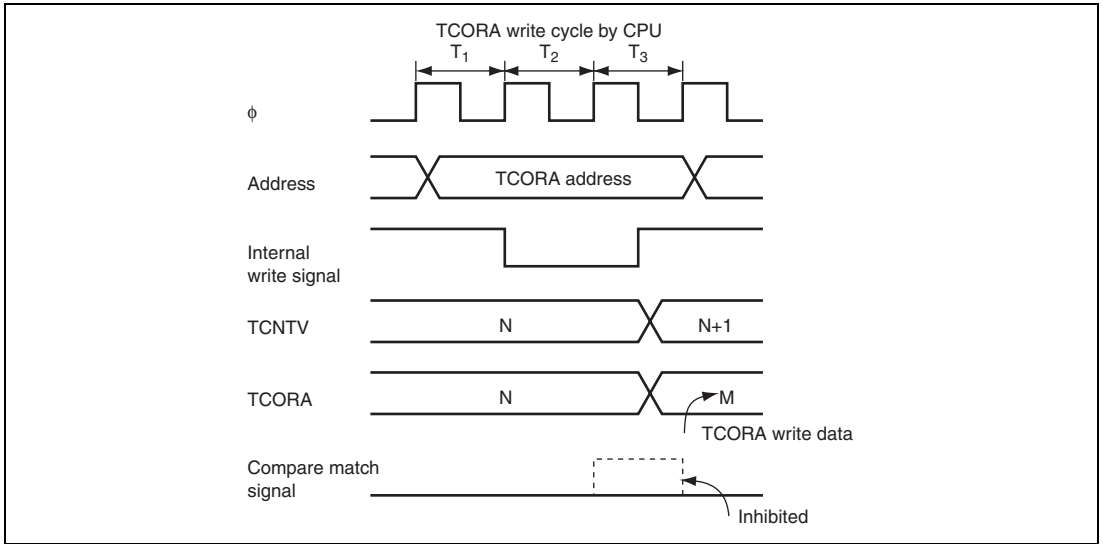 TCORA write cycle by CPU
T1 T2 T3
φ
Address
TCORA address
Internal
write signal
TCNTV
N
N+1
TCORA
N
M
TCORA write data
Compare match
signal
Inhibited